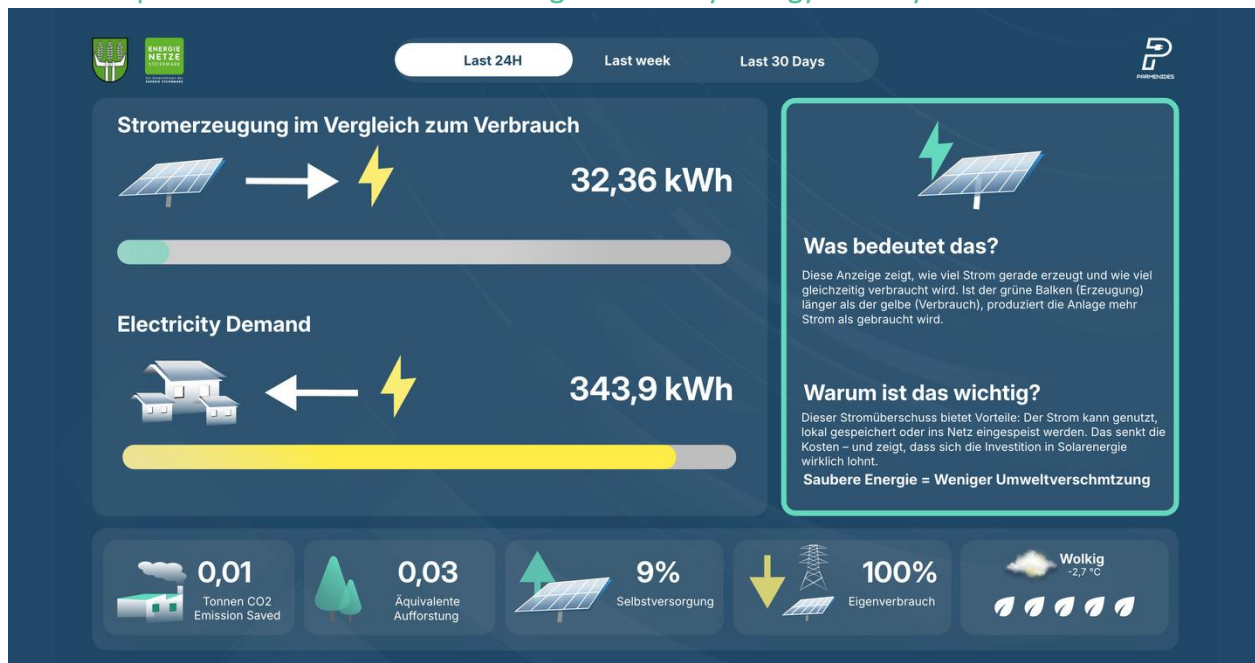 ENERGIE
NETZE
STEIERMARK
Last 24H
Last week
Last 30 Days
PARMENIDES
Stromerzeugung im Vergleich zum Verbrauch
32,36 kWh
Electricity Demand
343,9 kWh
Was bedeutet das?
Diese Anzeige zeigt, wie viel Strom gerade erzeugt und wie viel
gleichzeitig verbraucht wird. Ist der grüne Balken (Erzeugung)
länger als der gelbe (Verbrauch), produziert die Anlage mehr
Strom als gebraucht wird.
Warum ist das wichtig?
Dieser Stromüberschuss bietet Vorteile: Der Strom kann genutzt,
lokal gespeichert oder ins Netz eingespeist werden. Das senkt die
Kosten – und zeigt, dass sich die Investition in Solarenergie
wirklich lohnt.
Saubere Energie = Weniger Umweltverschmtzung
0,01
Tonnen CO2
Emission Saved
0,03
Äquivalente
Aufforstung
9%
Selbstversorgung
100%
Eigenverbrauch
Wolkig
-2,7 °C